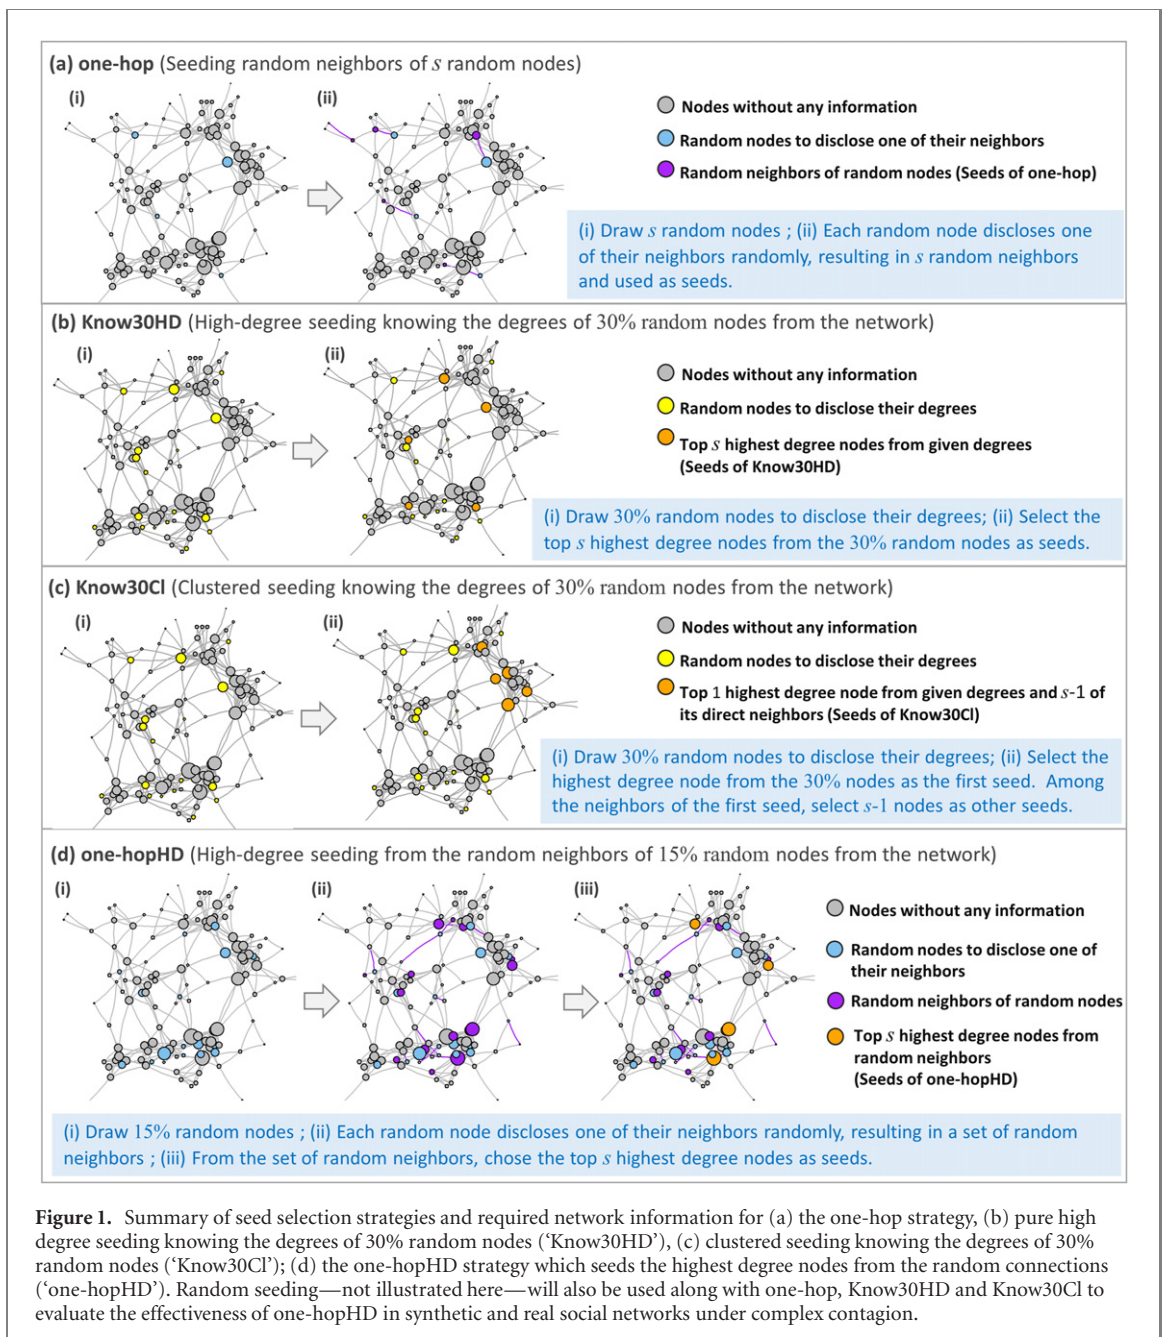 (a) one-hop (Seeding random neighbors of s random nodes)
(i)
(ii)
Nodes without any information
Random nodes to disclose one of their neighbors
Random neighbors of random nodes (Seeds of one-hop)
(i) Draw s random nodes ; (ii) Each random node discloses one
of their neighbors randomly, resulting in s random neighbors
and used as seeds.
(b) Know30HD (High-degree seeding knowing the degrees of 30% random nodes from the network)
(i)
(ii)
Nodes without any information
Random nodes to disclose their degrees
Top s highest degree nodes from given degrees
(Seeds of Know30HD)
(i) Draw 30% random nodes to disclose their degrees; (ii) Select the
top s highest degree nodes from the 30% random nodes as seeds.
(c) Know30Cl (Clustered seeding knowing the degrees of 30% random nodes from the network)
(i)
(ii)
Nodes without any information
Random nodes to disclose their degrees
Top 1 highest degree node from given degrees and s-1 of
its direct neighbors (Seeds of Know30Cl)
(i) Draw 30% random nodes to disclose their degrees; (ii) Select the
highest degree node from the 30% nodes as the first seed. Among
the neighbors of the first seed, select s-1 nodes as other seeds.
(d) one-hopHD (High-degree seeding from the random neighbors of 15% random nodes from the network)
(i)
(ii)
(iii)
Nodes without any information
Random nodes to disclose one of
their neighbors
Random neighbors of random nodes
Top s highest degree nodes from
random neighbors
(Seeds of one-hopHD)
(i) Draw 15% random nodes ; (ii) Each random node discloses one of their neighbors randomly, resulting in a set of random
neighbors ; (iii) From the set of random neighbors, chose the top s highest degree nodes as seeds.
Figure 1. Summary of seed selection strategies and required network information for (a) the one-hop strategy, (b) pure high
degree seeding knowing the degrees of 30% random nodes (‘Know30HD’), (c) clustered seeding knowing the degrees of 30%
random nodes (‘Know30Cl’); (d) the one-hopHD strategy which seeds the highest degree nodes from the random connections
(‘one-hopHD’). Random seeding—not illustrated here—will also be used along with one-hop, Know30HD and Know30Cl to
evaluate the effectiveness of one-hopHD in synthetic and real social networks under complex contagion.